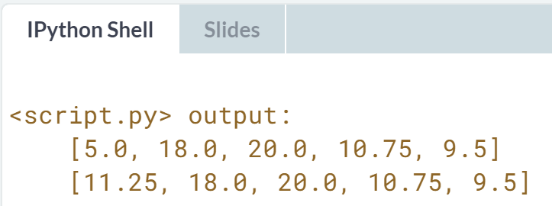 IPython Shell Slides
<script.py> output:
[5.0, 18.0, 20.0, 10.75, 9.5]
[11.25, 18.0, 20.0, 10.75, 9.5]